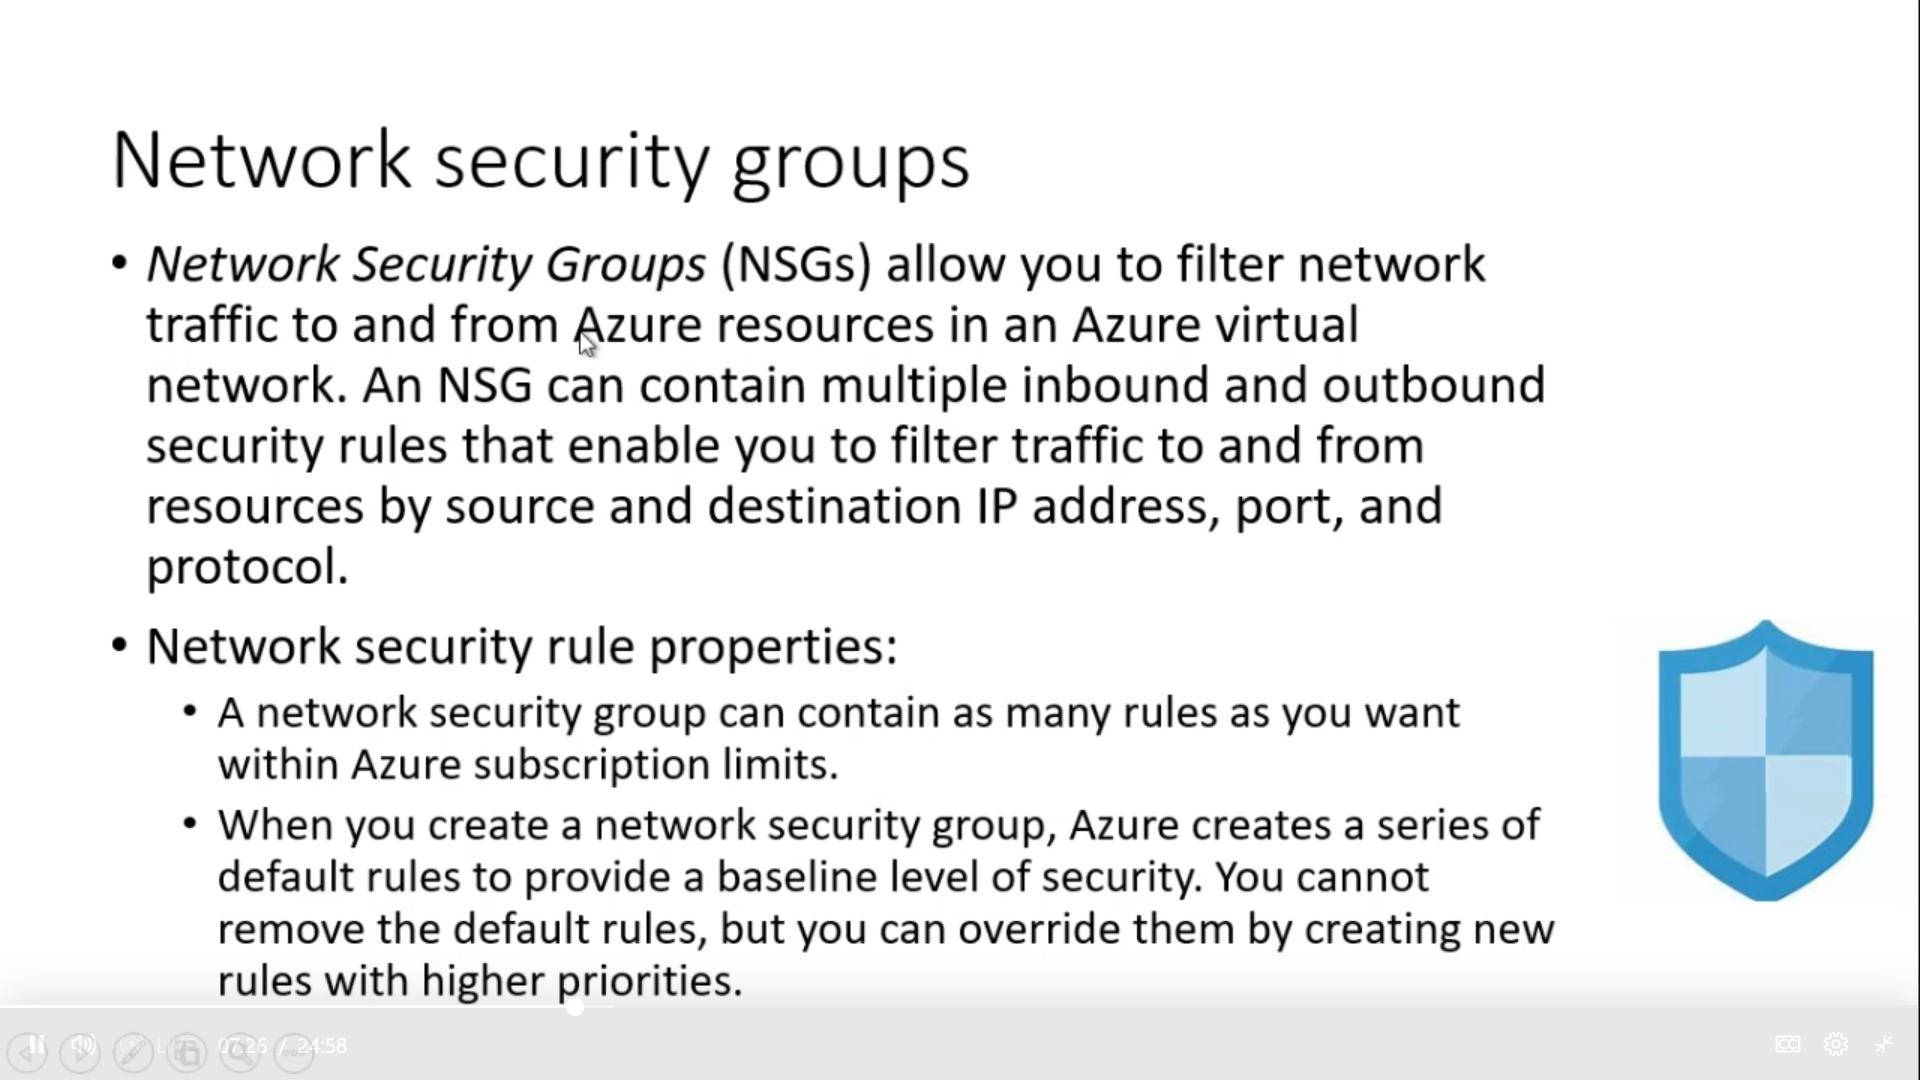 Network security groups
• Network Security Groups (NSGs) allow you to filter network
traffic to and from Azure resources in an Azure virtual
network. An NSG can contain multiple inbound and outbound
security rules that enable you to filter traffic to and from
resources by source and destination IP address, port, and
protocol.
• Network security rule properties:
• A network security group can contain as many rules as you want
within Azure subscription limits.
• When you create a network security group, Azure creates a series of
default rules to provide a baseline level of security. You cannot
remove the default rules, but you can override them by creating new
rules with higher priorities.
07:26 / 24:58
CC